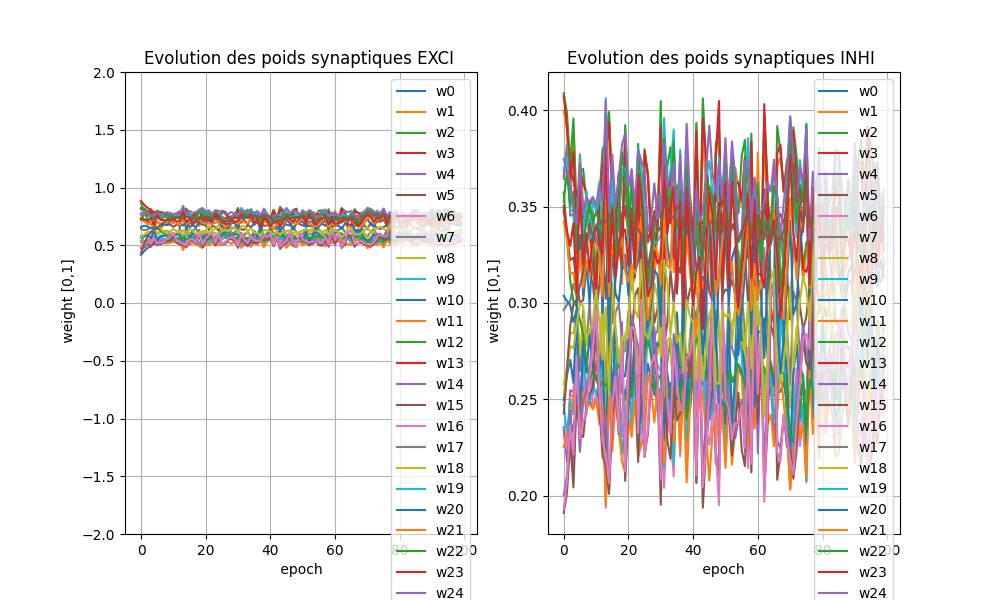 Evolution des poids synaptiques EXCI
2.0
1.5
1.0
0.5
0.0
−0.5
−1.0
−1.5
−2.0
weight [0,1]
0
20
40
60
80
100
epoch
w0
w1
w2
w3
w4
w5
w6
w7
w8
w9
w10
w11
w12
w13
w14
w15
w16
w17
w18
w19
w20
w21
w22
w23
w24
Evolution des poids synaptiques INHI
0.40
0.35
0.30
0.25
0.20
weight [0,1]
0
20
40
60
80
100
epoch
w0
w1
w2
w3
w4
w5
w6
w7
w8
w9
w10
w11
w12
w13
w14
w15
w16
w17
w18
w19
w20
w21
w22
w23
w24